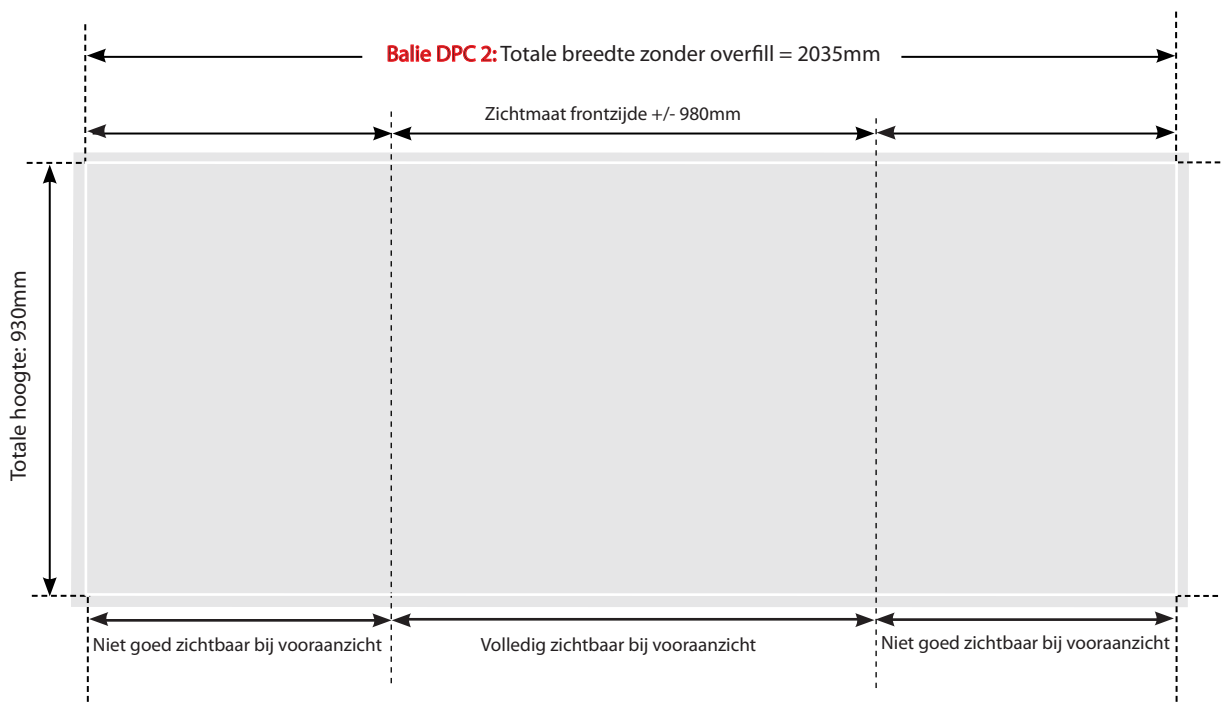 Balie DPC 2: Totale breedte zonder overfill = 2035mm
Zichtmaat frontzijde +/- 980mm
Totale hoogte: 930mm
Niet goed zichtbaar bij vooraanzicht
Volledig zichtbaar bij vooraanzicht
Niet goed zichtbaar bij vooraanzicht